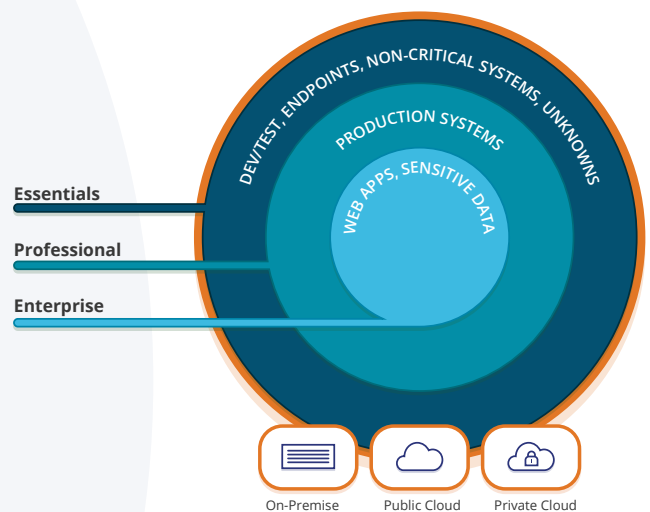 DEV/TEST, ENDPOINTS, NON-CRITICAL SYSTEMS, UNKNOWNS
PRODUCTION SYSTEMS
WEB APPS, SENSITIVE DATA
Essentials
Professional
Enterprise
On-Premise
Public Cloud
Private Cloud